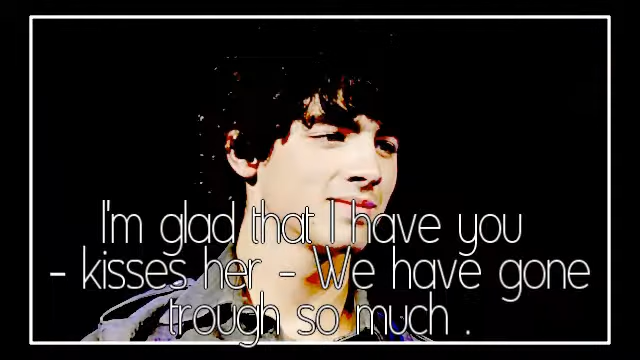 I'm glad that I have you
- kisses her - We have gone
trough so much .